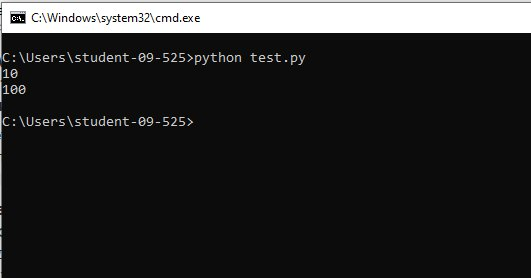 C:\Windows\system32\cmd.exe
C:\Users\student-09-525>python test.py
10
100
C:\Users\student-09-525>